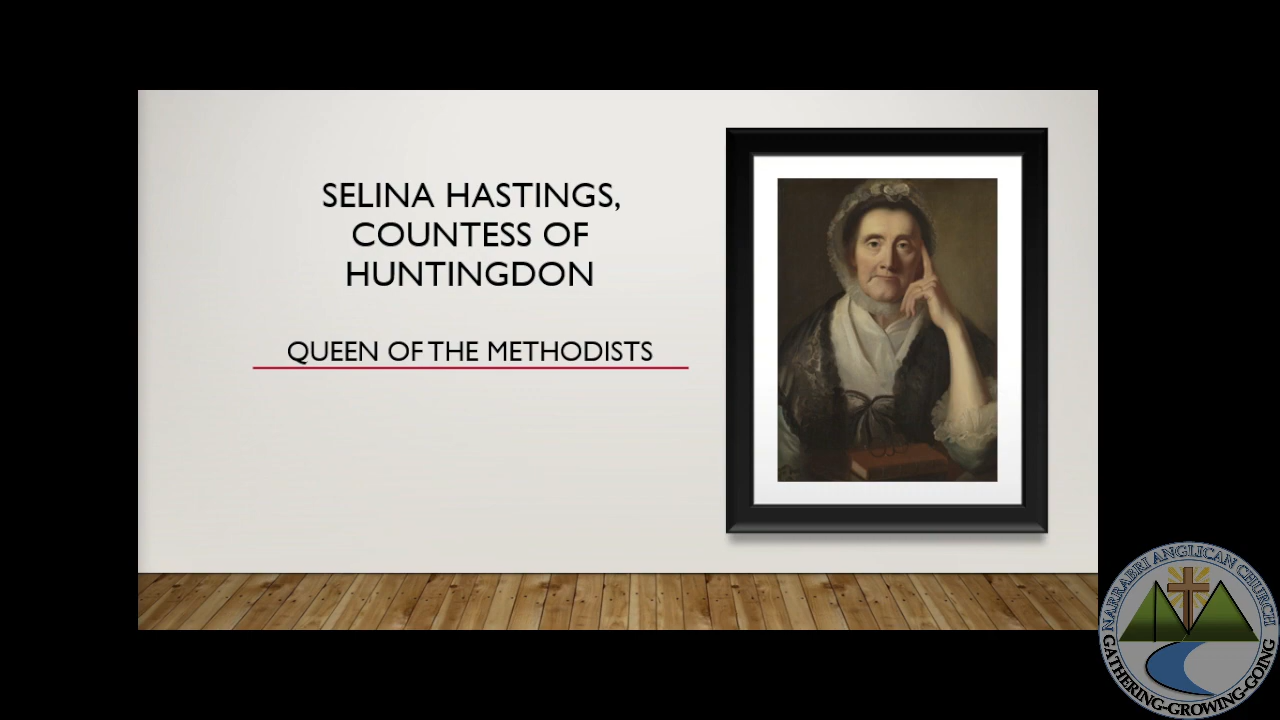 SELINA HASTINGS,
COUNTESS OF
HUNTINGDON
QUEEN OF THE METHODISTS
NARRABRI ANGLICAN CHURCH
GATHERING-GROWING-GOING